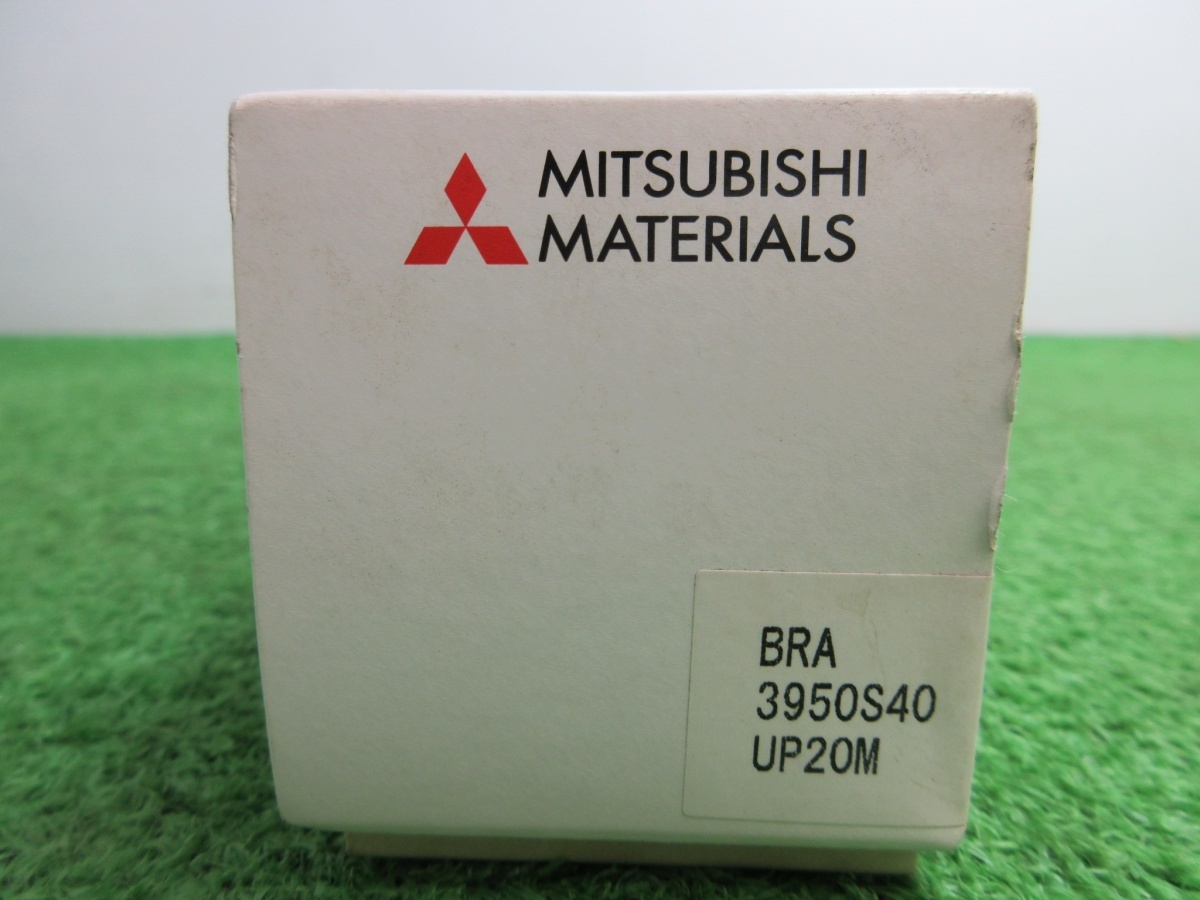 MITSUBISHI
MATERIALS
BRA
3950S40
UP20M